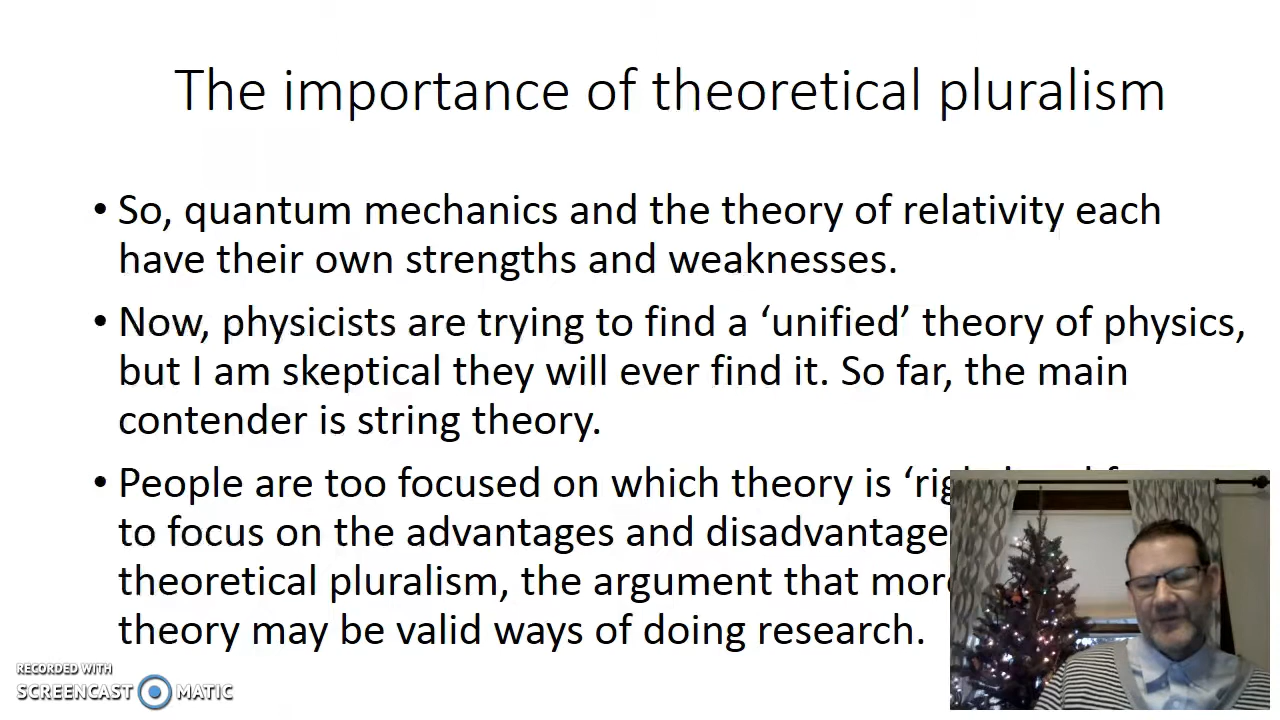 The importance of theoretical pluralism
• So, quantum mechanics and the theory of relativity each
have their own strengths and weaknesses.
• Now, physicists are trying to find a ‘unified’ theory of physics,
but I am skeptical they will ever find it. So far, the main
contender is string theory.
• People are too focused on which theory is
to focus on the advantages and
theoretical pluralism, the argument that
theory may be valid ways of doing research.
RECORDED WITH
SCREENCAST MATIC